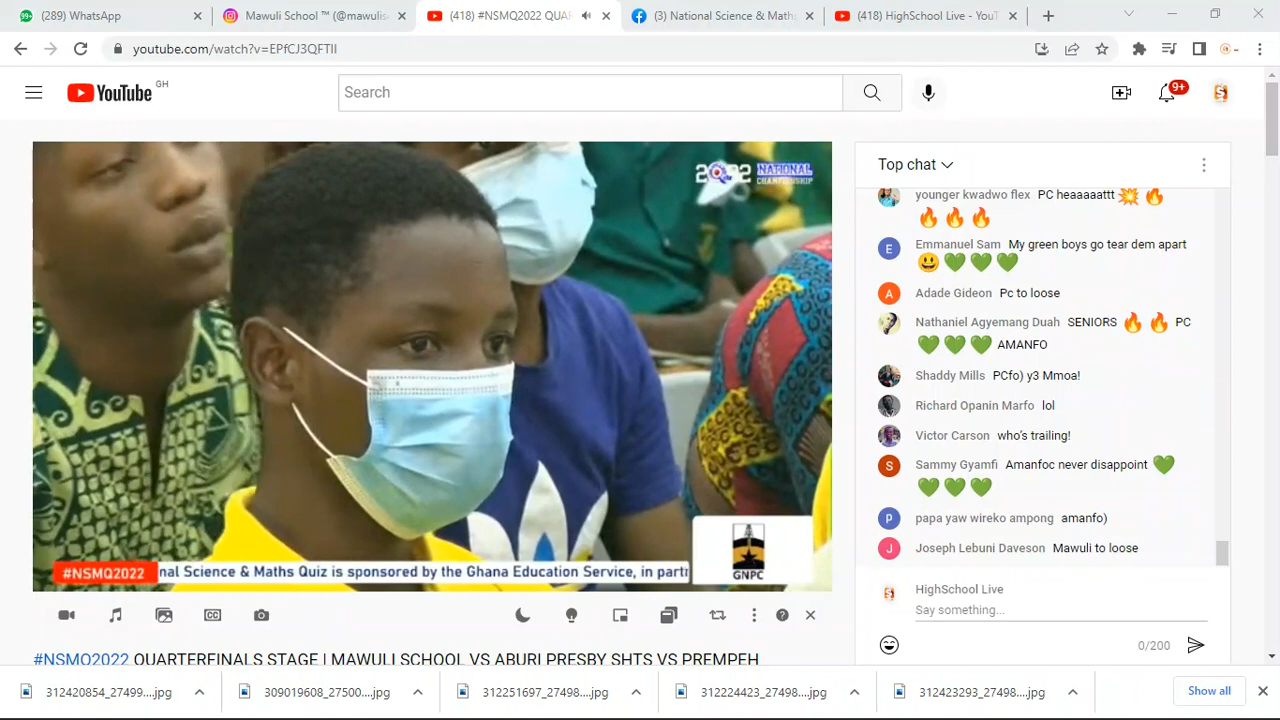 (289) WhatsApp
Mawuli School ™ (@mawulis
(418) #NSMQ2022 QUA
(3) National Science & Maths
(418) HighSchool Live - YouT
youtube.com/watch?v=EPfCJ3QFTlI
YouTube GH
Search
9+
2022 NATIONAL
CHAMPIONSHIP
#NSMQ2022
nal Science & Maths Quiz is sponsored by the Ghana Education Service, in part
GNPC
#NSMQ2022 QUARTERFINALS STAGE | MAWULI SCHOOL VS ABURI PRESBY SHTS VS PREMPEH
Top chat
younger kwadwo flex PC heaaaaattt 💥 🔥
🔥 🔥 🔥
Emmanuel Sam My green boys go tear dem apart
😃 💚 💚 💚
Adade Gideon Pc to loose
Nathaniel Agyemang Duah SENIORS 🔥 🔥 PC
💚 💚 💚 AMANFO
Shaddy Mills PCfo) y3 Mmoa!
Richard Opanin Marfo lol
Victor Carson who's trailing!
Sammy Gyamfi Amanfoc never disappoint 💚
💚 💚 💚
papa yaw wireko ampong amanfo)
Joseph Lebuni Daveson Mawuli to loose
HighSchool Live
Say something...
0/200
312420854_27499....jpg
309019608_27500....jpg
312251697_27498....jpg
312224423_27498....jpg
312423293_27498....jpg
Show all